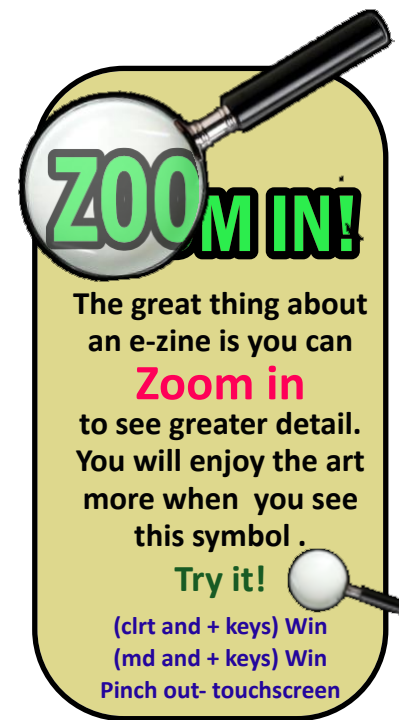 ZOOM IN!
The great thing about
an e-zine is you can
Zoom in
to see greater detail.
You will enjoy the art
more when you see
this symbol .
Try it!
(clrt and + keys) Win
(md and + keys) Win
Pinch out- touchscreen